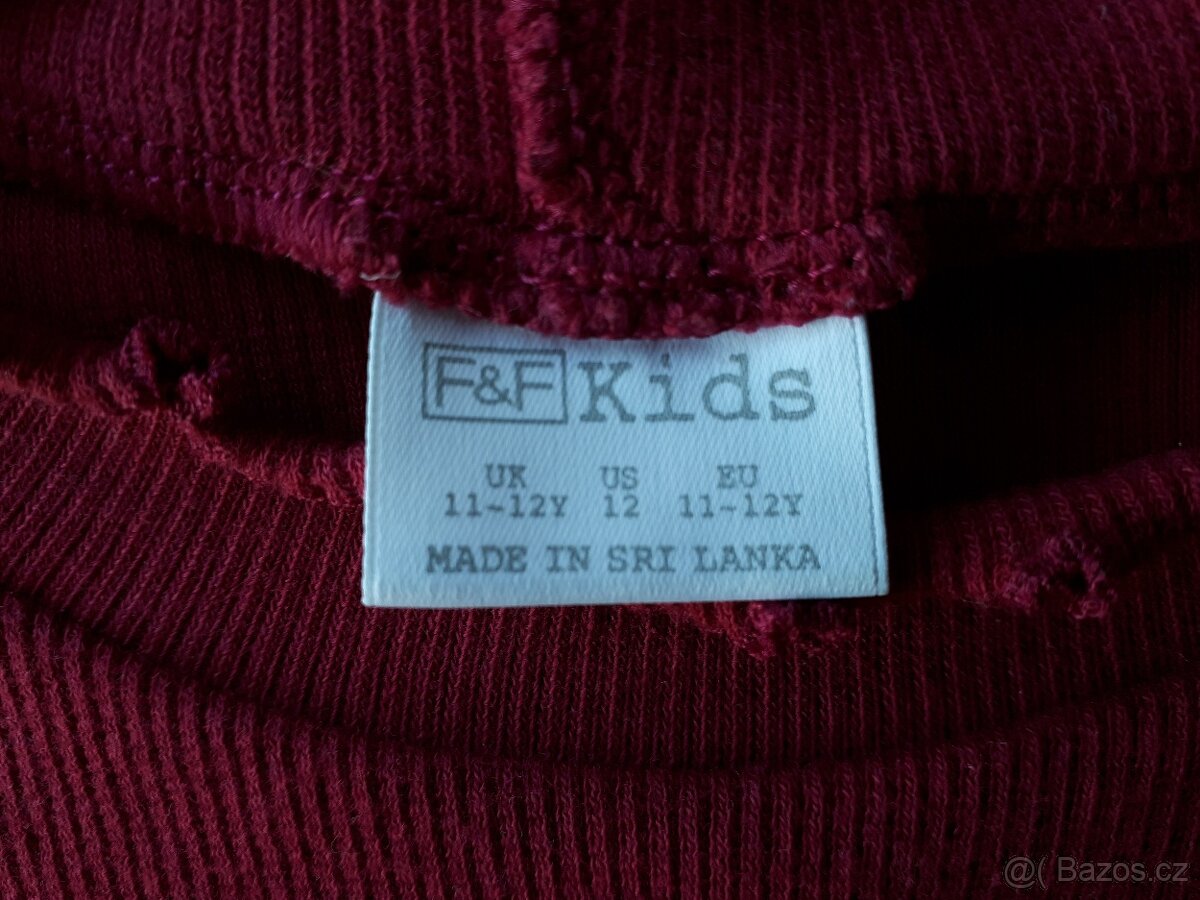 F&F Kids
UK US EU
11-12Y 12 11-12Y
MADE IN SRI LANKA
@( Bazos.cz